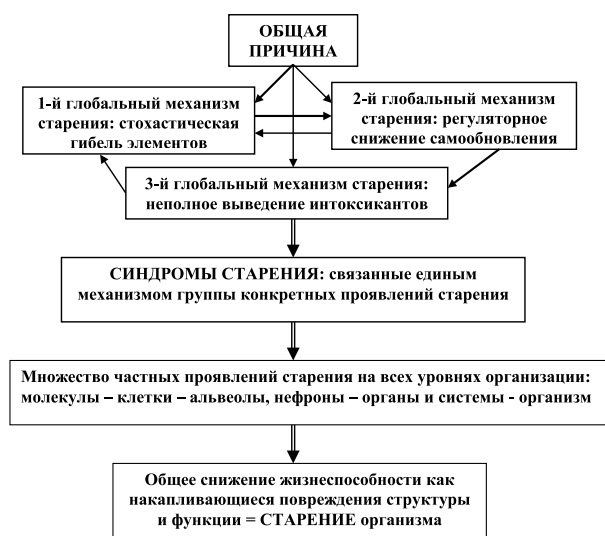 ОБЩАЯ
ПРИЧИНА
1-й глобальный механизм
старения: стохастическая
гибель элементов
2-й глобальный механизм
старения: регуляторное
снижение самообновления
3-й глобальный механизм старения:
неполное выведение интоксикантов
СИНДРОМЫ СТАРЕНИЯ: связанные единым
механизмом группы конкретных проявлений старения
Множество частных проявлений старения на всех уровнях организации:
молекулы – клетки – альвеолы, нефроны – органы и системы - организм
Общее снижение жизнеспособности как
накапливающиеся повреждения структуры
и функции = СТАРЕНИЕ организма